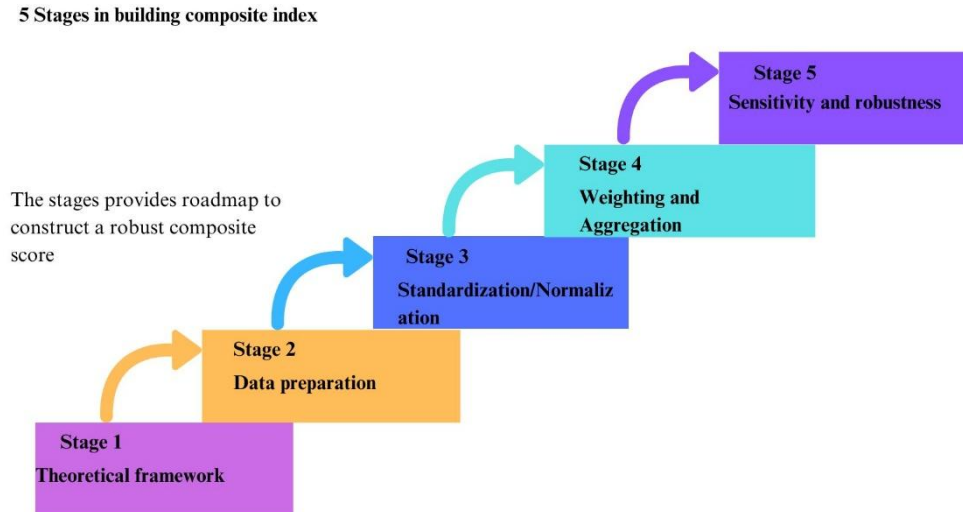 5 Stages in building composite index
Stage 5
Sensitivity and robustness
Stage 4
Weighting and
Aggregation
The stages provides roadmap to
construct a robust composite
score
Stage 3
Standardization/Normaliz
ation
Stage 2
Data preparation
Stage 1
Theoretical framework